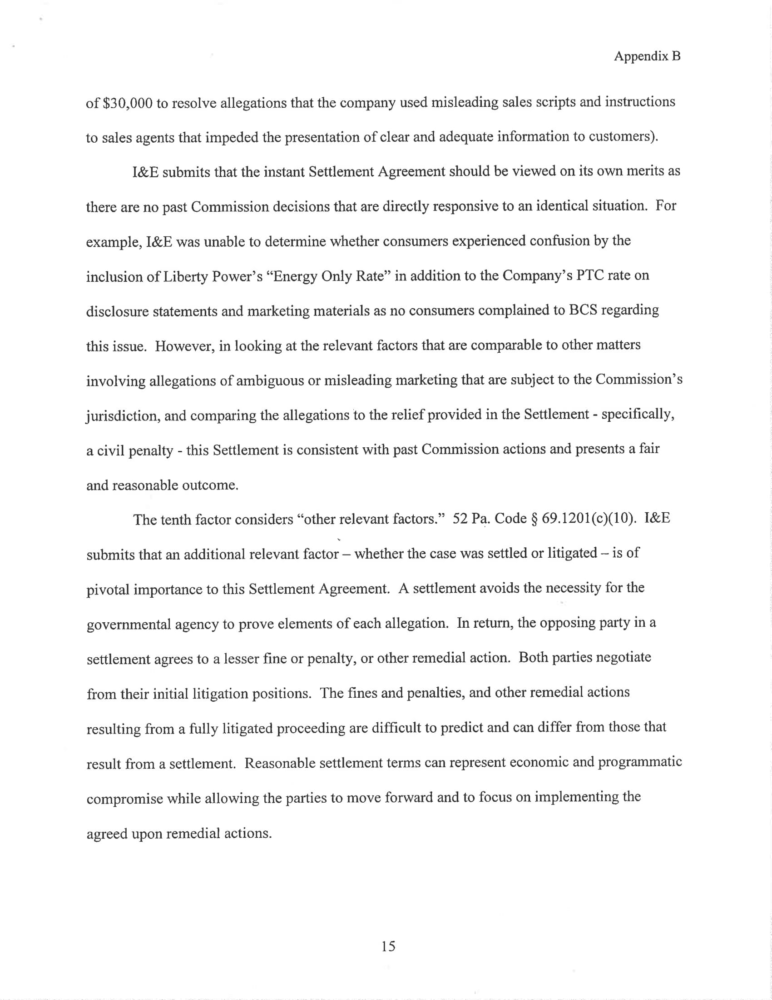 Appendix B
of $30,000 to resolve allegations that the company used misleading sales scripts and instructions
to sales agents that impeded the presentation of clear and adequate information to customers).
I&E submits that the instant Settlement Agreement should be viewed on its own merits as
there are no past Commission decisions that are directly responsive to an identical situation.  For
example, I&E was unable to determine whether consumers experienced confusion by the
inclusion of Liberty Power’s “Energy Only Rate” in addition to the Company’s PTC rate on
disclosure statements and marketing materials as no consumers complained to BCS regarding
this issue.  However, in looking at the relevant factors that are comparable to other matters
involving allegations of ambiguous or misleading marketing that are subject to the Commission’s
jurisdiction, and comparing the allegations to the relief provided in the Settlement - specifically,
a civil penalty - this Settlement is consistent with past Commission actions and presents a fair
and reasonable outcome.
The tenth factor considers “other relevant factors.”  52 Pa. Code § 69.1201(c)(10).  I&E
submits that an additional relevant factor – whether the case was settled or litigated – is of
pivotal importance to this Settlement Agreement.  A settlement avoids the necessity for the
governmental agency to prove elements of each allegation.  In return, the opposing party in a
settlement agrees to a lesser fine or penalty, or other remedial action.  Both parties negotiate
from their initial litigation positions.  The fines and penalties, and other remedial actions
resulting from a fully litigated proceeding are difficult to predict and can differ from those that
result from a settlement.  Reasonable settlement terms can represent economic and programmatic
compromise while allowing the parties to move forward and to focus on implementing the
agreed upon remedial actions.
15